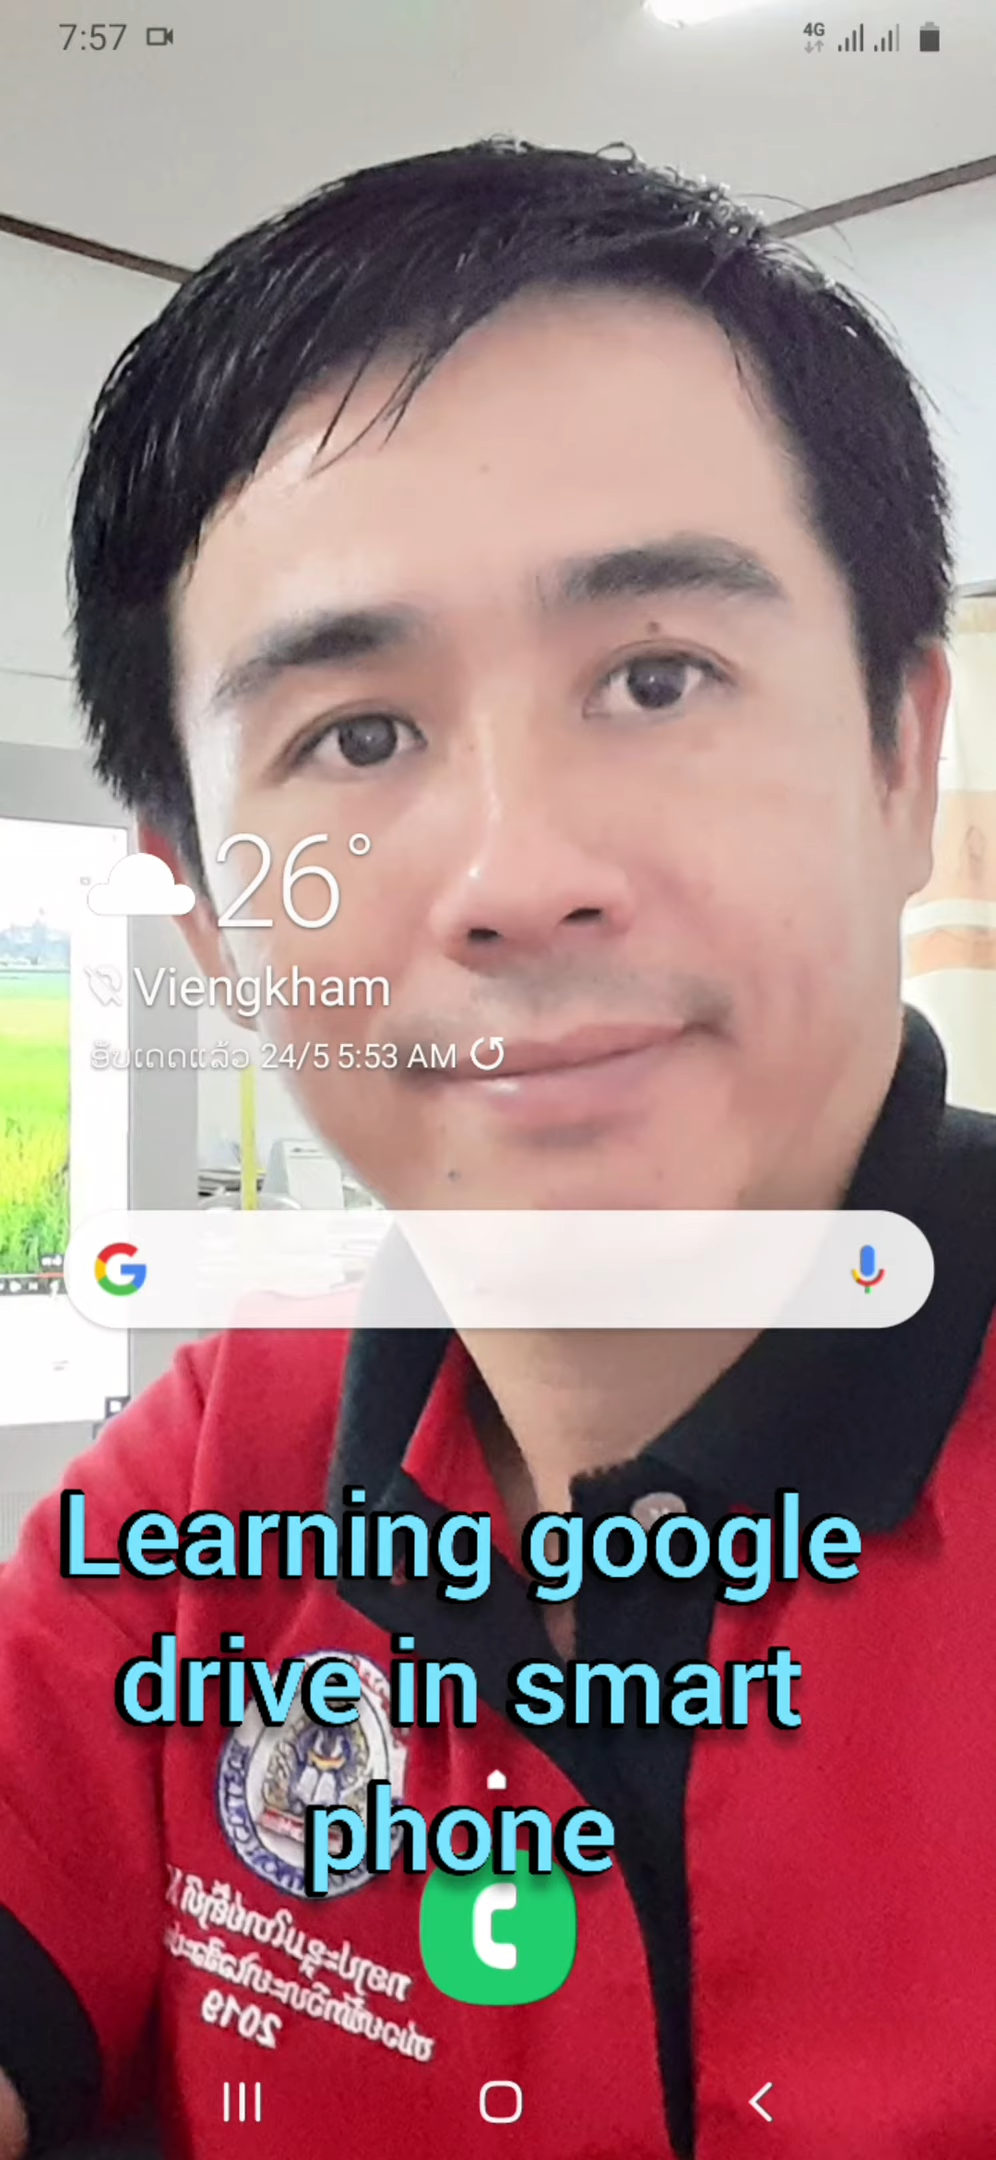 7:57
4G
26°
Viengkham
ອັບເດດແລ້ວ 24/5 5:53 AM
Learning google
drive in smart
phone
2019